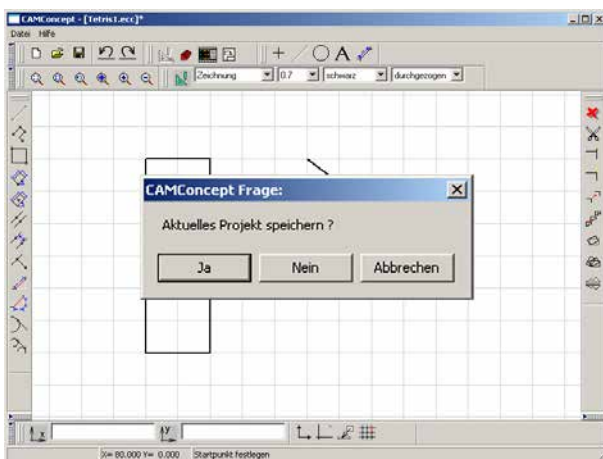 CAMConcept - [Tetris1.ecc]*
Datei Hilfe
A
Zeichnung 0.7 schwarz durchgezogen
CAMConcept Frage:
Aktuelles Projekt speichern ?
Ja Nein Abbrechen
X Y
X= 80.000 Y= 0.000 Startpunkt festlegen